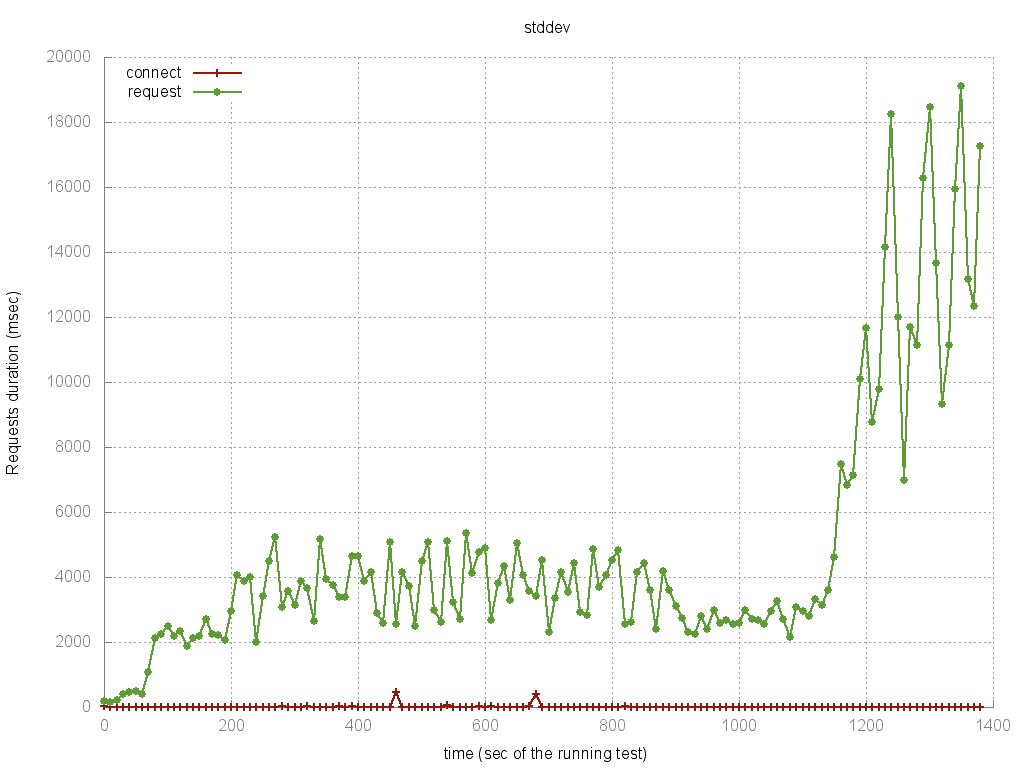 stddev
connect
request
20000
18000
16000
14000
12000
10000
8000
6000
4000
2000
0
Requests duration (msec)
0 200 400 600 800 1000 1200 1400
time (sec of the running test)